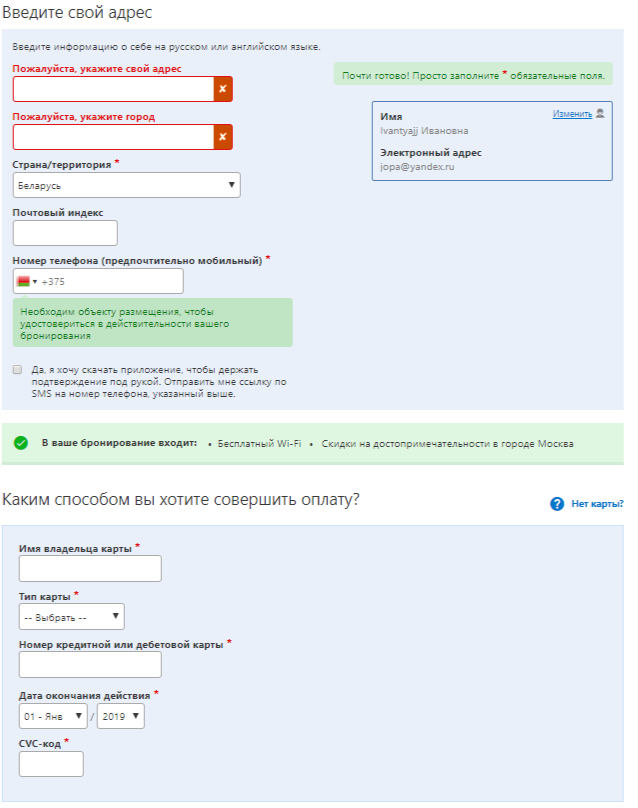 Введите свой адрес
Введите информацию о себе на русском или английском языке.
Пожалуйста, укажите свой адрес
Почти готово! Просто заполните * обязательные поля.
Пожалуйста, укажите город
Имя
Изменить
Ivantyajj Ивановна
Электронный адрес
jopa@yandex.ru
Страна/территория *
Беларусь
Почтовый индекс
Номер телефона (предпочтительно мобильный) *
+375
Необходим объекту размещения, чтобы
удостовериться в действительности вашего
бронирования
Да, я хочу скачать приложение, чтобы держать
подтверждение под рукой. Отправить мне ссылку по
SMS на номер телефона, указанный выше.
В ваше бронирование входит: • Бесплатный Wi-Fi • Скидки на достопримечательности в городе Москва
Каким способом вы хотите совершить оплату?
? Нет карты?
Имя владельца карты *
Тип карты *
-- Выбрать --
Номер кредитной или дебетовой карты *
Дата окончания действия *
01 - Янв / 2019
CVC-код *